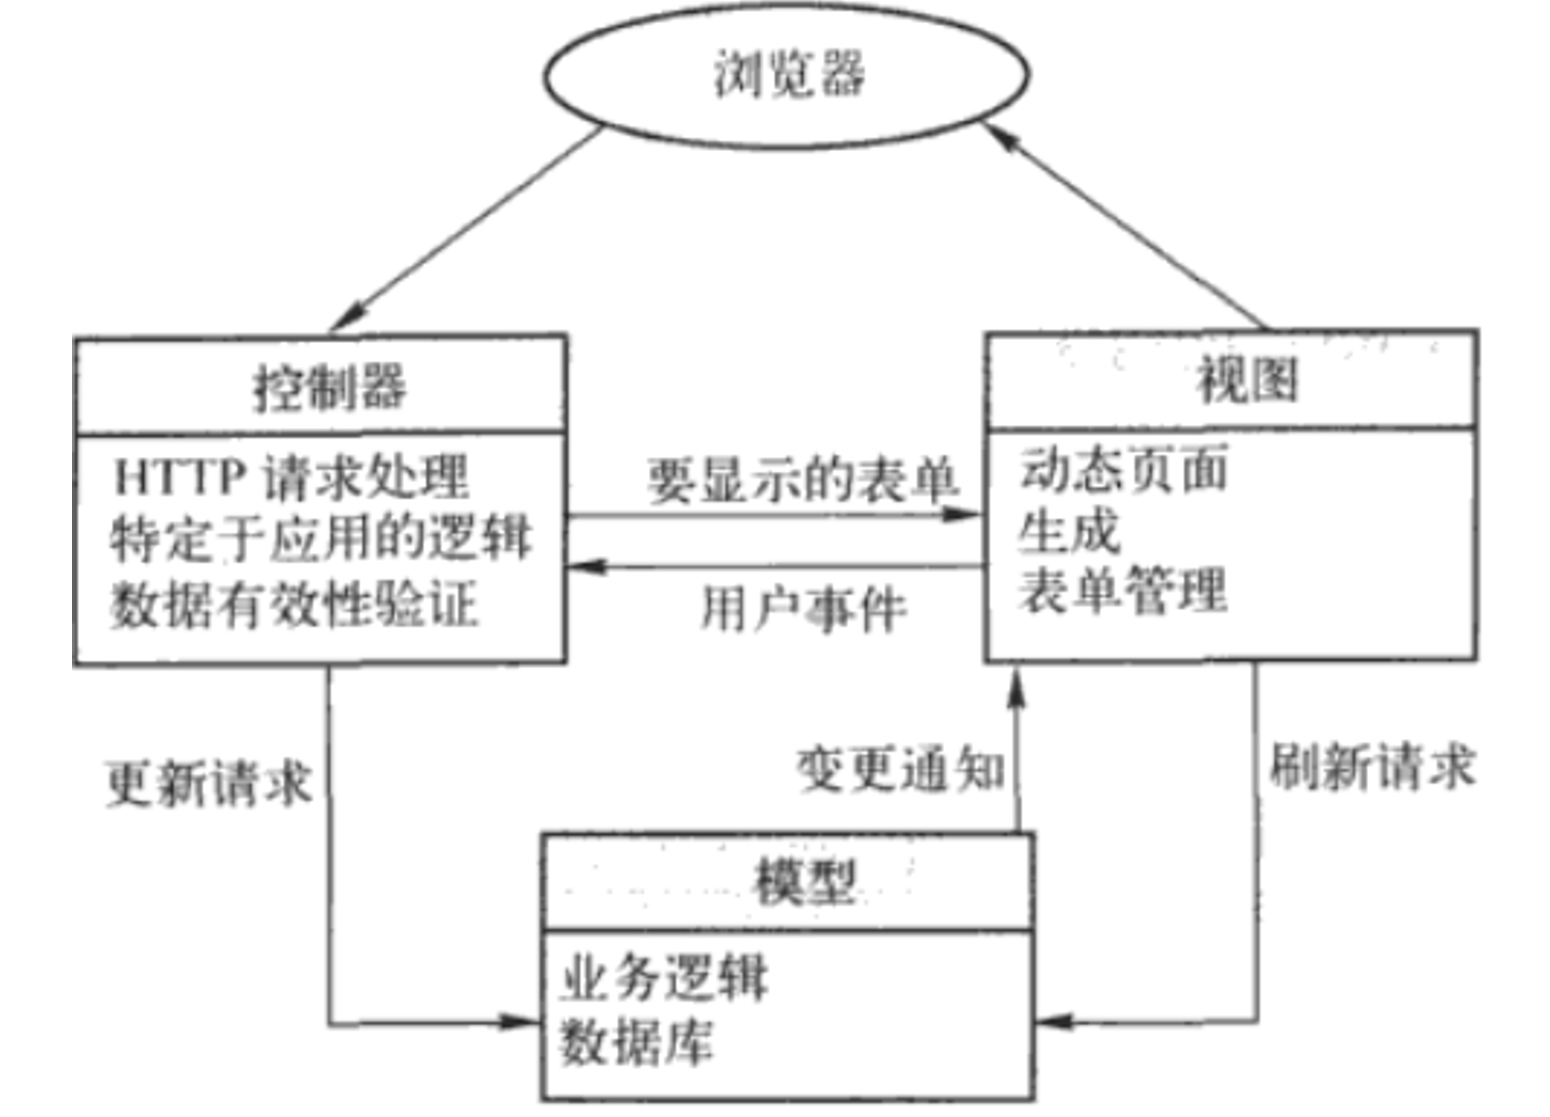 浏览器
控制器
HTTP 请求处理
特定于应用的逻辑
数据有效性验证
要显示的表单
用户事件
视图
动态页面
生成
表单管理
更新请求
变更通知
刷新请求
模型
业务逻辑
数据库